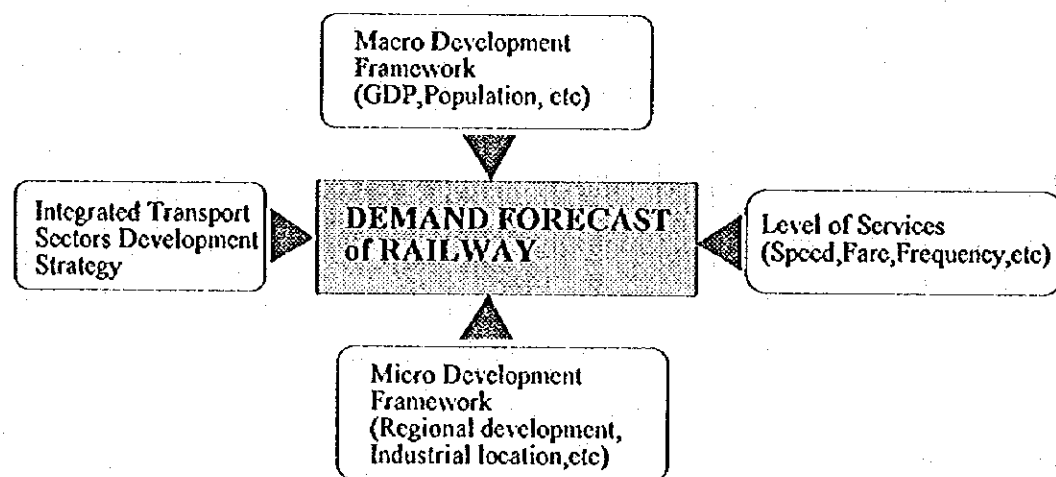 Macro Development
Framework
(GDP,Population, etc)
Integrated Transport
Sectors Development
Strategy
DEMAND FORECAST
of RAILWAY
Level of Services
(Speed,Fare,Frequency,etc)
Micro Development
Framework
(Regional development,
Industrial location,etc)